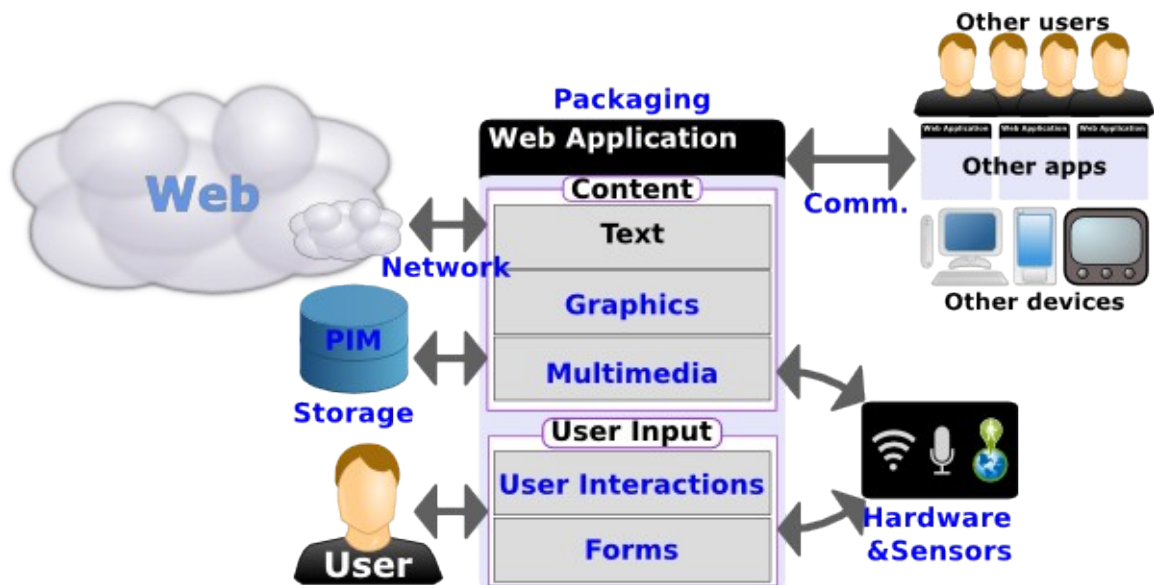 Other users
Packaging
Web Application
Web Application
Web Application
Web Application
Other apps
Content
Web
Comm.
Text
Network
Other devices
Graphics
PIM
Multimedia
Storage
User Input
User Interactions
Hardware
&Sensors
Forms
User